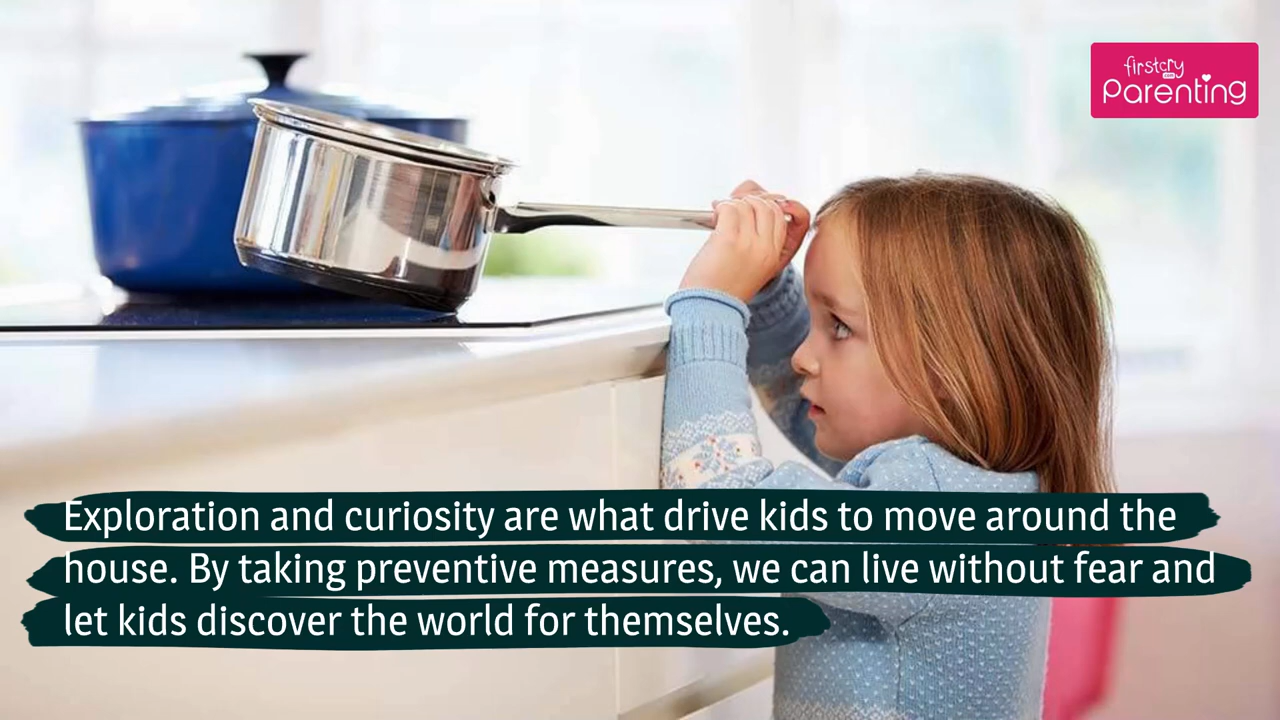 firstcry
.com
Parenting
Exploration and curiosity are what drive kids to move around the
house. By taking preventive measures, we can live without fear and
let kids discover the world for themselves.